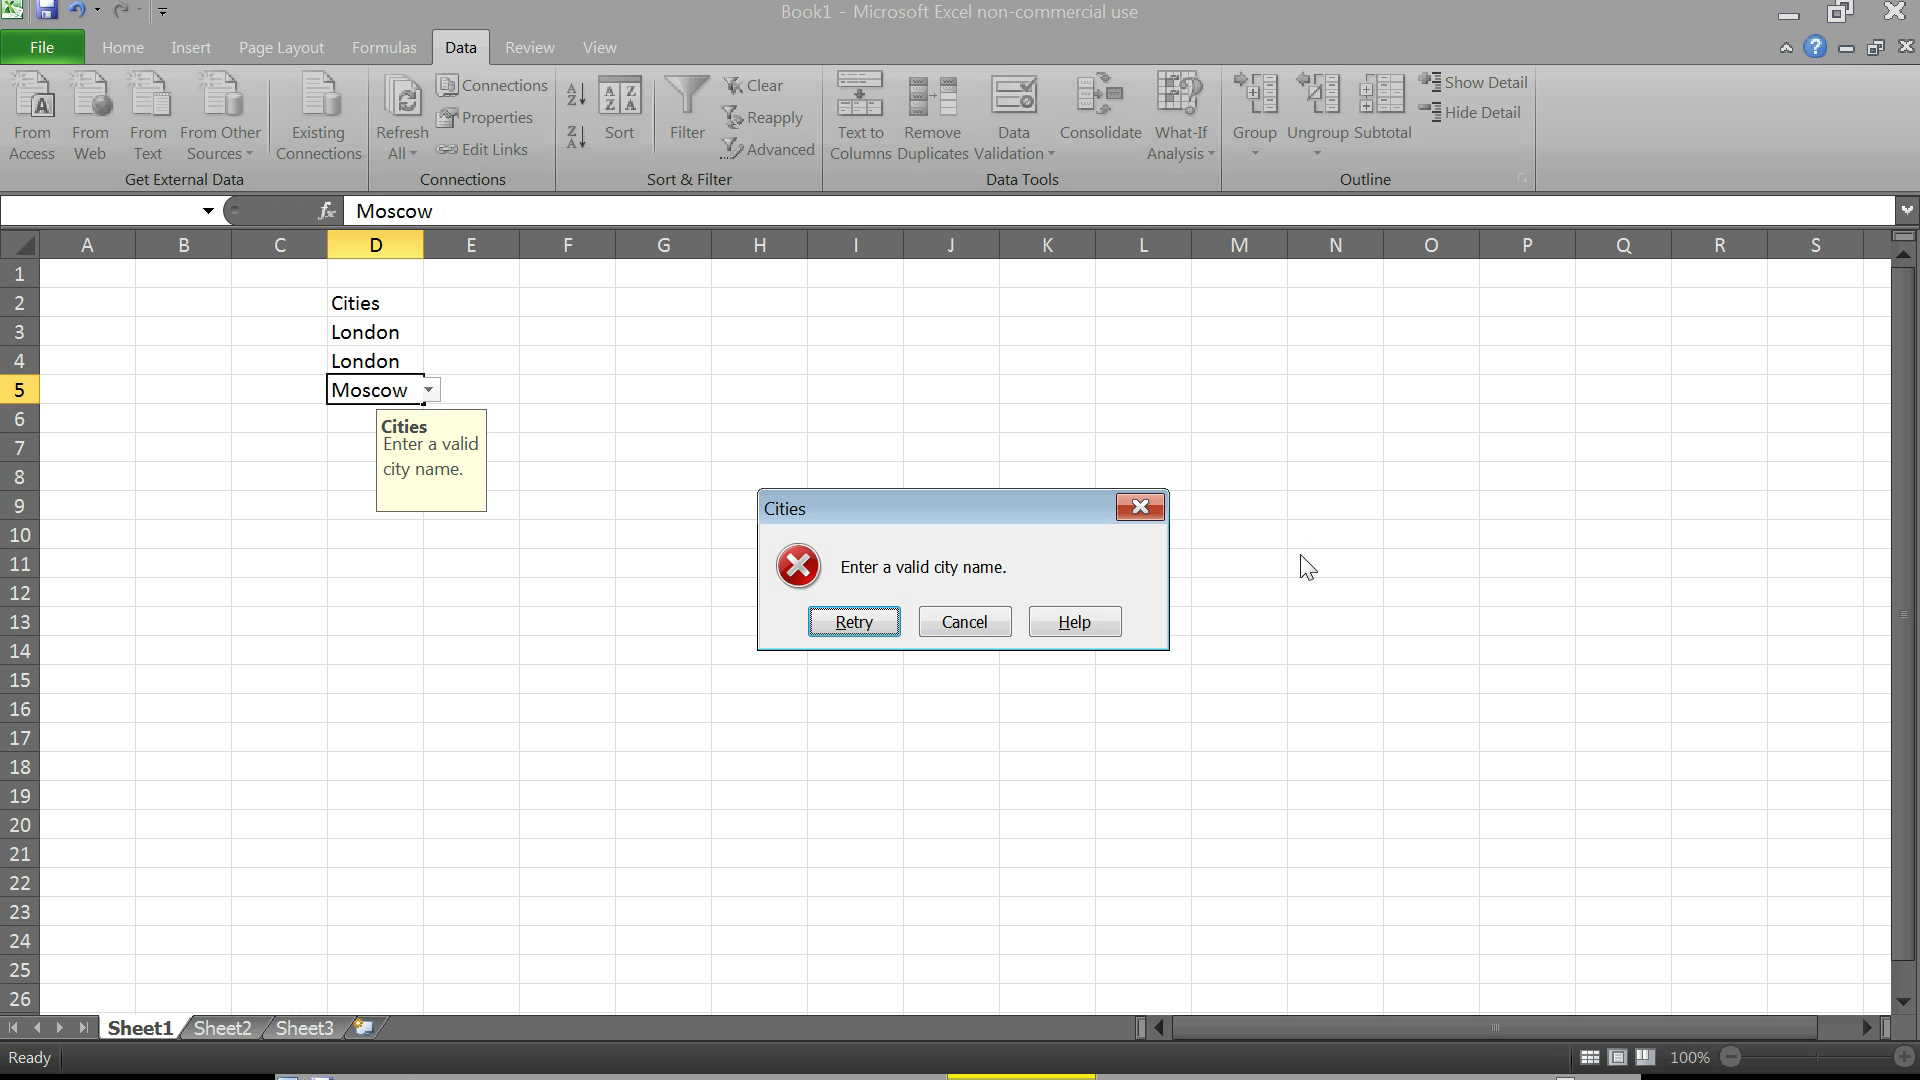 Book1 - Microsoft Excel non-commercial use
File Home Insert Page Layout Formulas Data Review View
From Access
From Web
From Text
From Other Sources
Existing Connections
Get External Data
Refresh All
Connections
Properties
Edit Links
Connections
A Z
Z A
Sort
Filter
Clear
Reapply
Advanced
Sort & Filter
Text to Columns
Remove Duplicates
Data Validation
Consolidate
What-If Analysis
Data Tools
Group
Ungroup
Subtotal
Show Detail
Hide Detail
Outline
fx Moscow
A B C D E F G H I J K L M N O P Q R S
1
2 Cities
3 London
4 London
5 Moscow
6
7
8
9
10
11
12
13
14
15
16
17
18
19
20
21
22
23
24
25
26
Cities
Enter a valid
city name.
Cities
Enter a valid city name.
Retry Cancel Help
Sheet1 Sheet2 Sheet3
Ready
100%